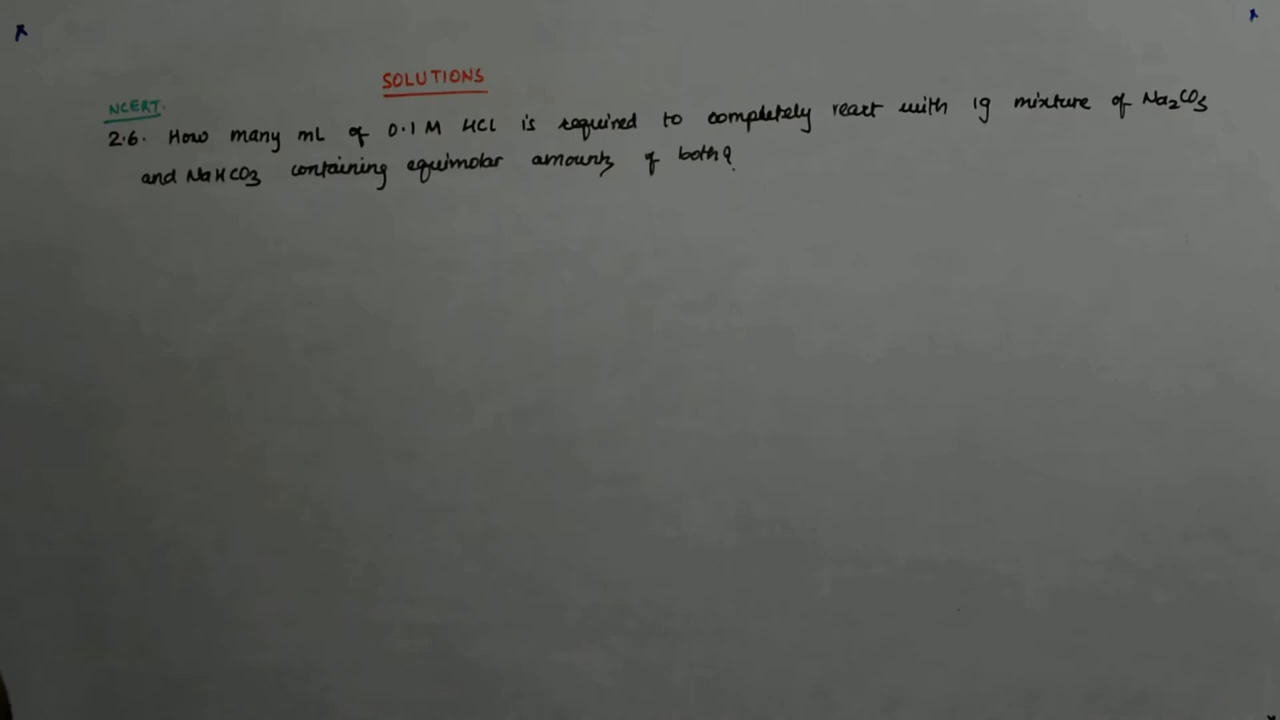 SOLUTIONS
NCERT.
2.6. How many mL of 0.1 M HCl is required to completely react with 1g mixture of Na₂CO₃
and NaHCO₃ containing equimolar amounts of both?